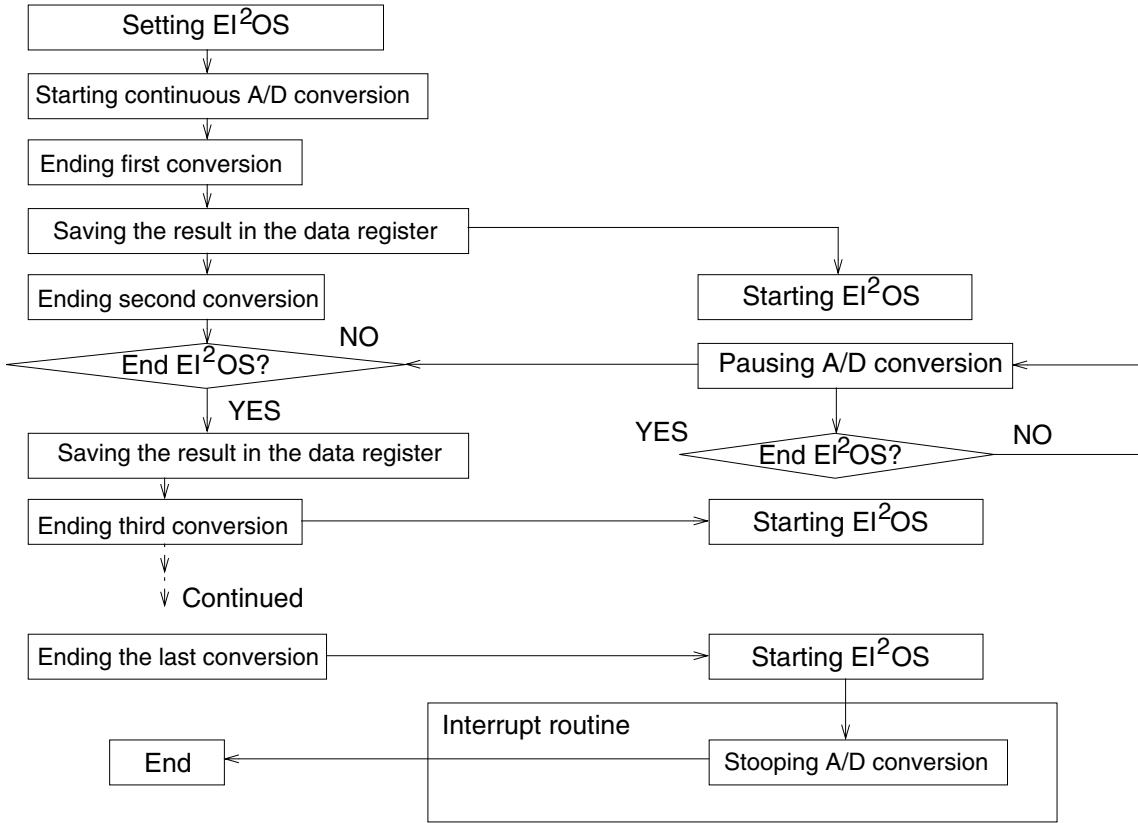 Setting EI²OS
Starting continuous A/D conversion
Ending first conversion
Saving the result in the data register
Ending second conversion
Starting EI²OS
NO
End EI²OS?
Pausing A/D conversion
YES
YES
NO
Saving the result in the data register
End EI²OS?
Ending third conversion
Starting EI²OS
Continued
Ending the last conversion
Starting EI²OS
Interrupt routine
End
Stooping A/D conversion